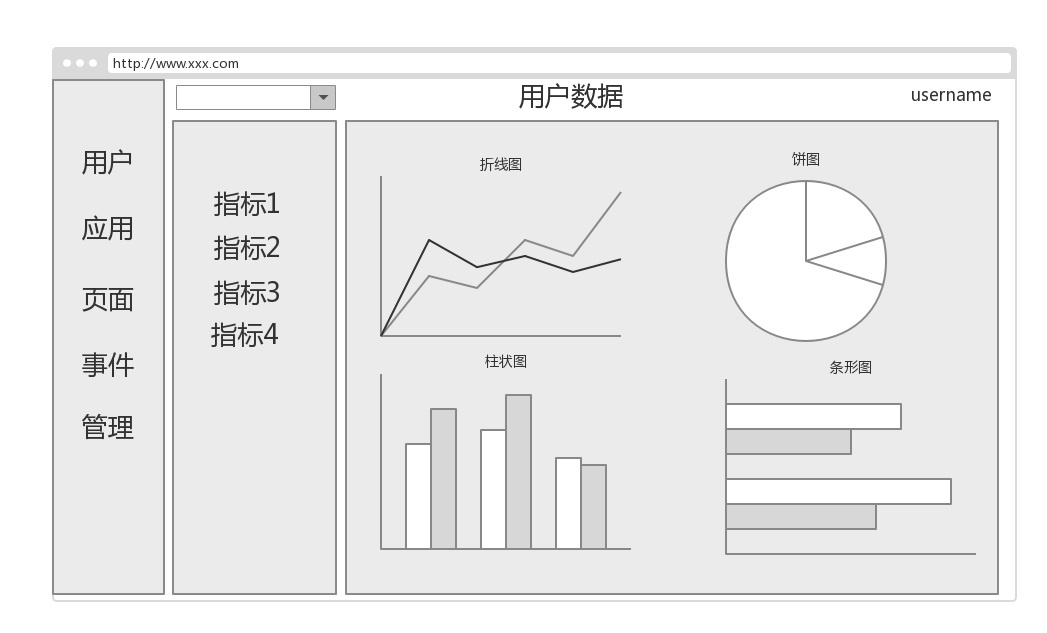 http://www.xxx.com
用户数据
username
用户
应用
页面
事件
管理
指标1
指标2
指标3
指标4
折线图
饼图
柱状图
条形图